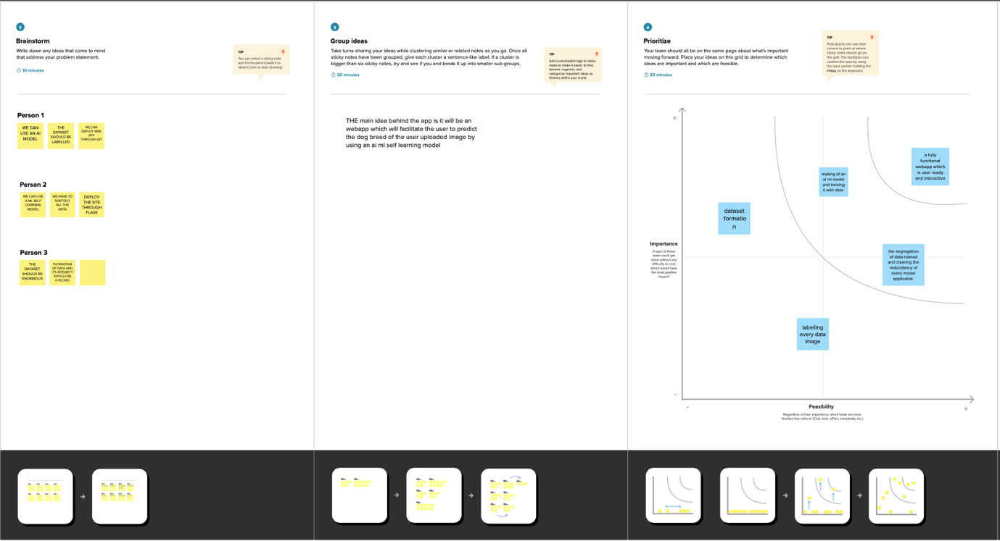 2
Brainstorm
Write down any ideas that come to mind
that address your problem statement.
10 minutes
TIP
You can select a sticky note
and hit the pencil [switch to
sketch] icon to start drawing!
Person 1
WE CAN
USE AN AI
MODEL
THE
DATASET
SHOULD BE
LABELLED
WE CAN
DEPLOY WEB
APP
THROUGH GIT
Person 2
WE CAN USE
A ML SELF
LEARNING
MODEL
WE HAVE TO
SORTOUT
ALL THE
DATA
DEPLOY
THE SITE
THROUGH
FLASK
Person 3
THE
DATASET
SHOULD BE
ENORMOUS
FILTERATION
OF DATA AND
ITS INTEGRITY
SHOULD BE
CHECKED
3
Group ideas
Take turns sharing your ideas while clustering similar or related notes as you go. Once all
sticky notes have been grouped, give each cluster a sentence-like label. If a cluster is
bigger than six sticky notes, try and see if you and break it up into smaller sub-groups.
20 minutes
TIP
Add customizable tags to sticky
notes to make it easier to find,
browse, organize, and
categorize important ideas as
themes within your mural.
THE main idea behind the app is it will be an
webapp which will facilitate the user to predict
the dog breed of the user uploaded image by
using an ai ml self learning model
4
Prioritize
Your team should all be on the same page about what's important
moving forward. Place your ideas on this grid to determine which
ideas are important and which are feasible.
20 minutes
TIP
Participants can use their
cursors to point at where
sticky notes should go on
the grid. The facilitator can
confirm the spot by using
the laser pointer holding the
H key on the keyboard.
+
a fully
functional
webapp which
is user ready
and interactive
making of an
ai ml model
and training
it with data
dataset
formatio
n
Importance
If each of these
tasks could get
done without any
difficulty or cost,
which would have
the most positive
impact?
the segregation
of data trained
and clearing the
redundancy of
every model
applicable
labelling
every data
image
-
-
Feasibility
+
Regardless of their importance, which tasks are more
feasible than others? (Cost, time, effort, complexity, etc.)